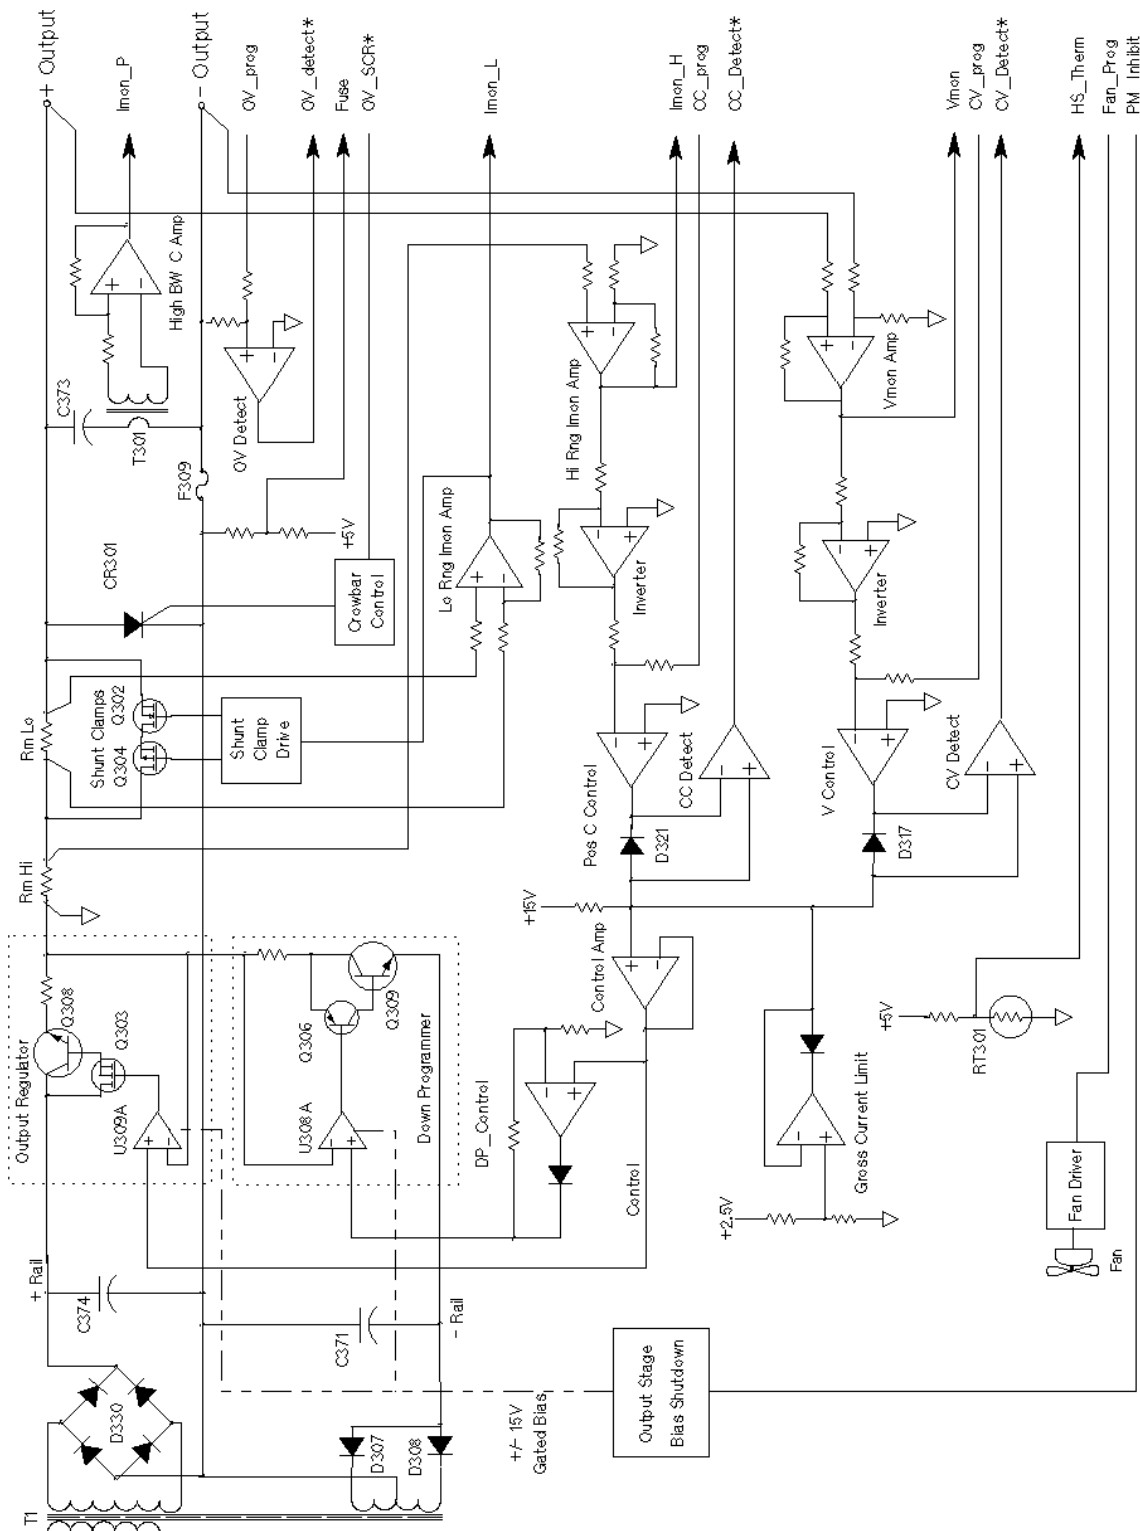 + Output
Imon_P
- Output
OV_prog
OV_detect*
Fuse
OV_SCR*
Imon_L
Imon_H
CC_prog
CC_Detect*
Vmon
CV_prog
CV_Detect*
HS_Therm
Fan_Prog
PM Inhibit
High BW C Amp
C373
T301
OV Detect
F309
+5V
CR301
Crowbar
Control
Rm Lo
Shunt Clamps
Q304
Q302
Shunt
Clamp
Drive
Lo Rng Imon Amp
Hi Rng Imon Amp
Inverter
Vmon Amp
Inverter
Rm Hi
Pos C Control
CC Detect
D321
V Control
CV Detect
D317
+15V
Control Amp
Output Regulator
Q308
Q303
U309A
Q306
Q309
U308A
Down Programmer
DP_Control
Control
+2.5V
Gross Current Limit
+5V
RT301
Fan Driver
Fan
+ Rail
C374
C371
- Rail
D330
T1
D307
D308
+/- 15V
Gated Bias
Output Stage
Bias Shutdown